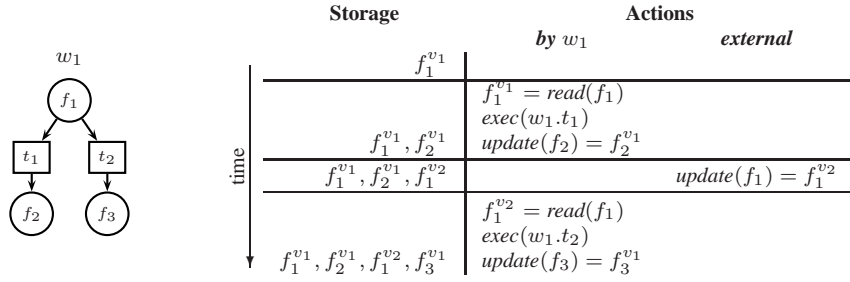 Storage Actions
by w₁ external
w₁
f₁
t₁ t₂
f₂ f₃
time
f₁^{v₁}
f₁^{v₁} = read(f₁)
exec(w₁.t₁)
f₁^{v₁}, f₂^{v₁} update(f₂) = f₂^{v₁}
f₁^{v₁}, f₂^{v₁}, f₁^{v₂} update(f₁) = f₁^{v₂}
f₁^{v₂} = read(f₁)
exec(w₁.t₂)
f₁^{v₁}, f₂^{v₁}, f₁^{v₂}, f₃^{v₁} update(f₃) = f₃^{v₁}